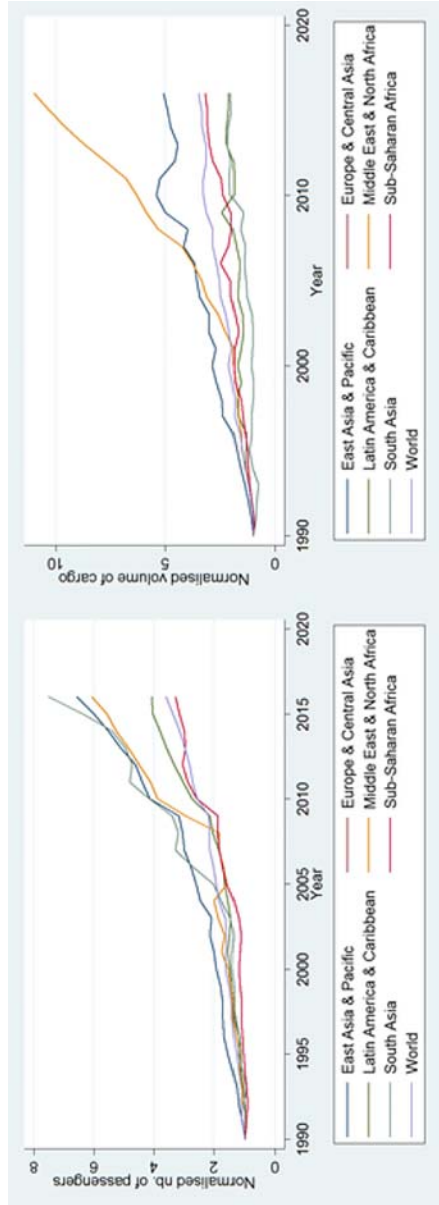 Normalised nb. of passengers
8
6
4
2
0
1990
1995
2000
2005
2010
2015
2020
Year
East Asia & Pacific
Europe & Central Asia
Latin America & Caribbean
Middle East & North Africa
South Asia
Sub-Saharan Africa
World
Normalised volume of cargo
10
5
0
1990
2000
2010
2020
Year
East Asia & Pacific
Europe & Central Asia
Latin America & Caribbean
Middle East & North Africa
South Asia
Sub-Saharan Africa
World